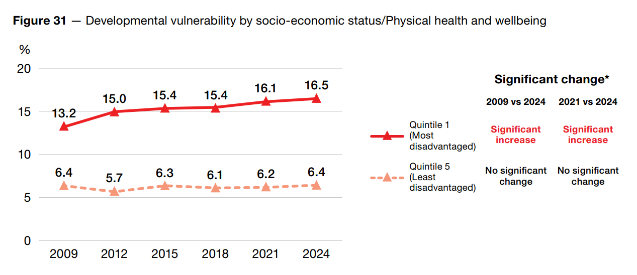 Figure 31 — Developmental vulnerability by socio-economic status/Physical health and wellbeing
%
20
15
10
5
0
13.2 15.0 15.4 15.4 16.1 16.5
6.4 5.7 6.3 6.1 6.2 6.4
2009 2012 2015 2018 2021 2024
Significant change*
2009 vs 2024 2021 vs 2024
Quintile 1
(Most
disadvantaged)
Significant
increase
Significant
increase
Quintile 5
(Least
disadvantaged)
No significant
change
No significant
change